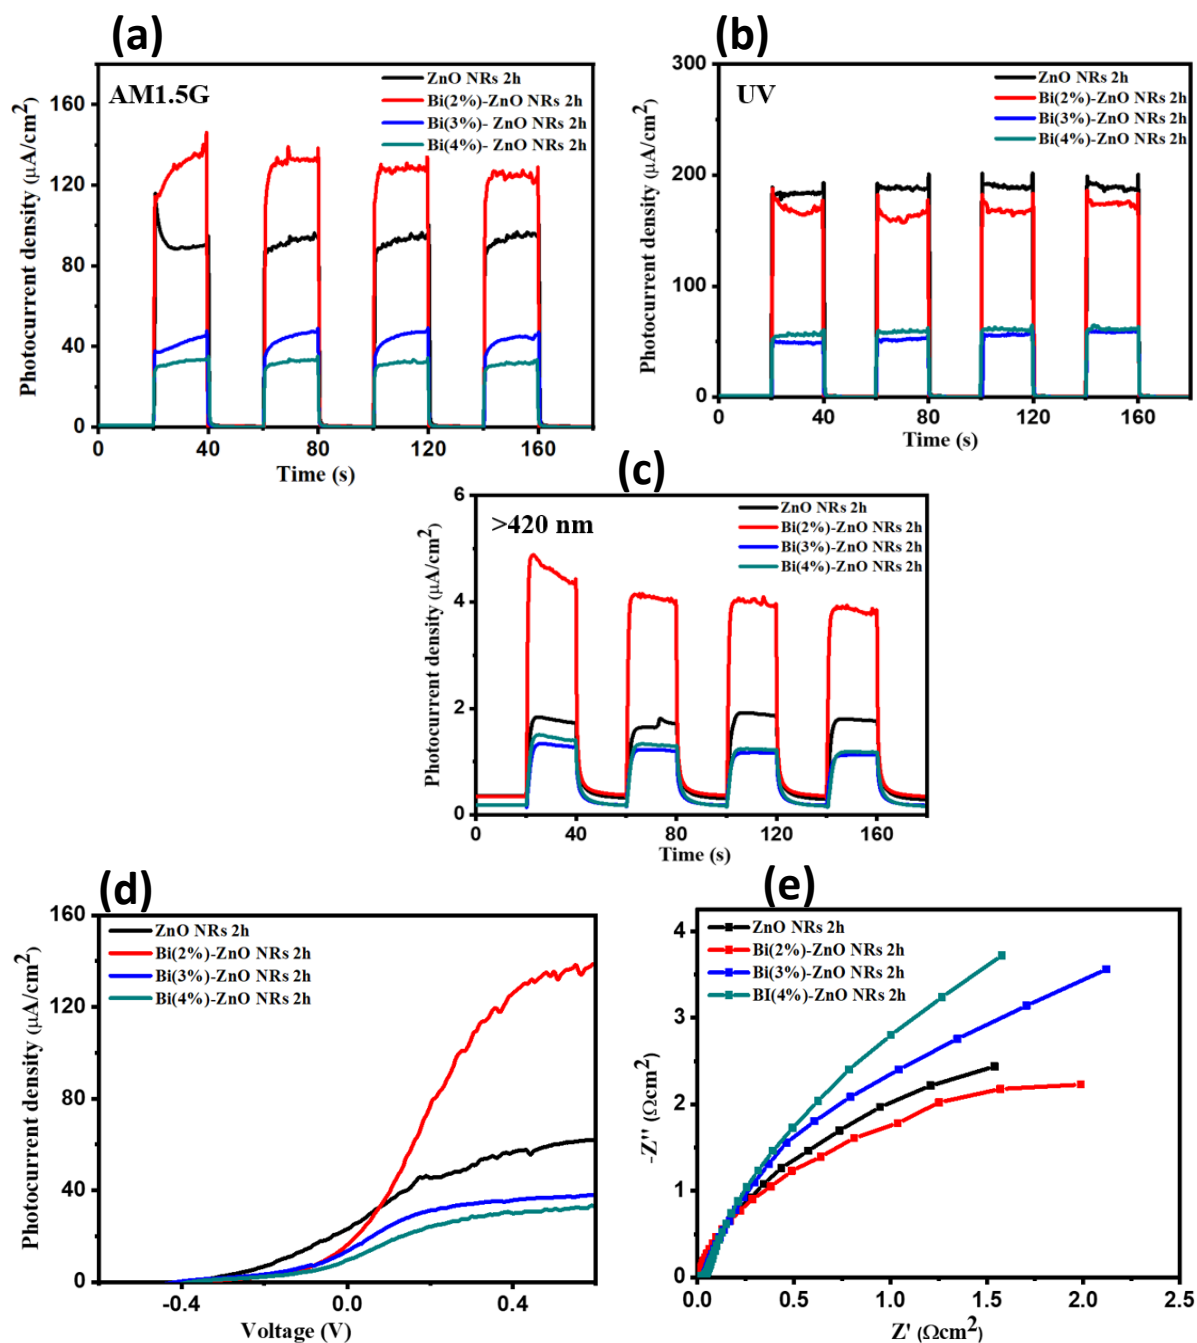 (a)
AM1.5G
ZnO NRs 2h
Bi(2%)-ZnO NRs 2h
Bi(3%)- ZnO NRs 2h
Bi(4%)- ZnO NRs 2h
Photocurrent density (μA/cm2)
160
120
80
40
0
0 40 80 120 160
Time (s)
(b)
UV
ZnO NRs 2h
Bi(2%)-ZnO NRs 2h
Bi(3%)-ZnO NRs 2h
Bi(4%)-ZnO NRs 2h
Photocurrent density (μA/cm2)
300
200
100
0
0 40 80 120 160
Time (s)
(c)
>420 nm
ZnO NRs 2h
Bi(2%)-ZnO NRs 2h
Bi(3%)-ZnO NRs 2h
Bi(4%)-ZnO NRs 2h
Photocurrent density (μA/cm2)
6
4
2
0
0 40 80 120 160
Time (s)
(d)
ZnO NRs 2h
Bi(2%)-ZnO NRs 2h
Bi(3%)-ZnO NRs 2h
Bi(4%)-ZnO NRs 2h
Photocurrent density (μA/cm2)
160
120
80
40
0
-0.4 0.0 0.4
Voltage (V)
(e)
ZnO NRs 2h
Bi(2%)-ZnO NRs 2h
Bi(3%)-ZnO NRs 2h
BI(4%)-ZnO NRs 2h
-Z'' (Ωcm2)
4
3
2
1
0
0.0 0.5 1.0 1.5 2.0 2.5
Z' (Ωcm2)